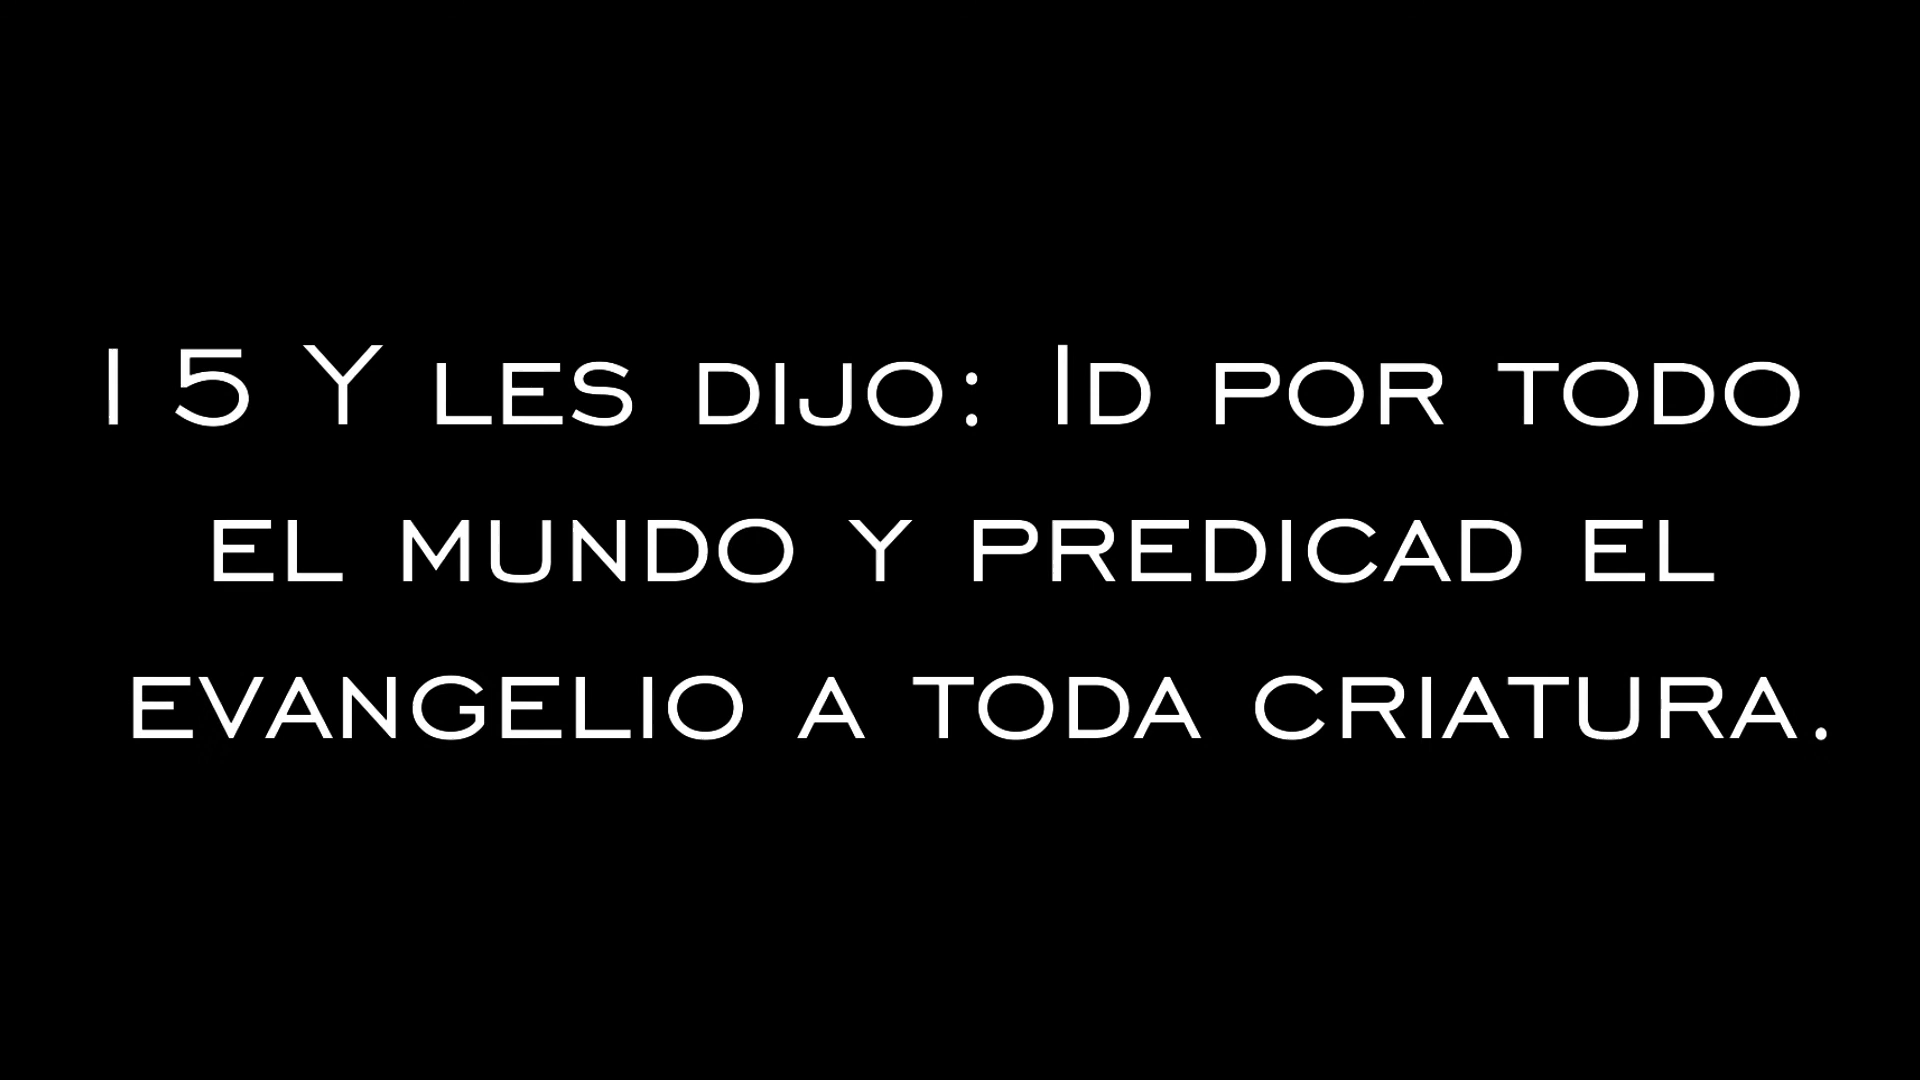 15 Y les dijo: Id por todo
el mundo y predicad el
evangelio a toda criatura.